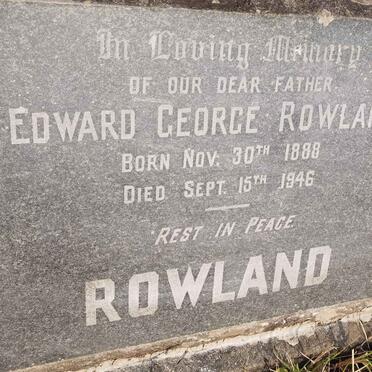 In Loving Memory
OF OUR DEAR FATHER
EDWARD GEORGE ROWLA
BORN NOV. 30TH 1888
DIED SEPT. 15TH 1946
REST IN PEACE.
ROWLAND